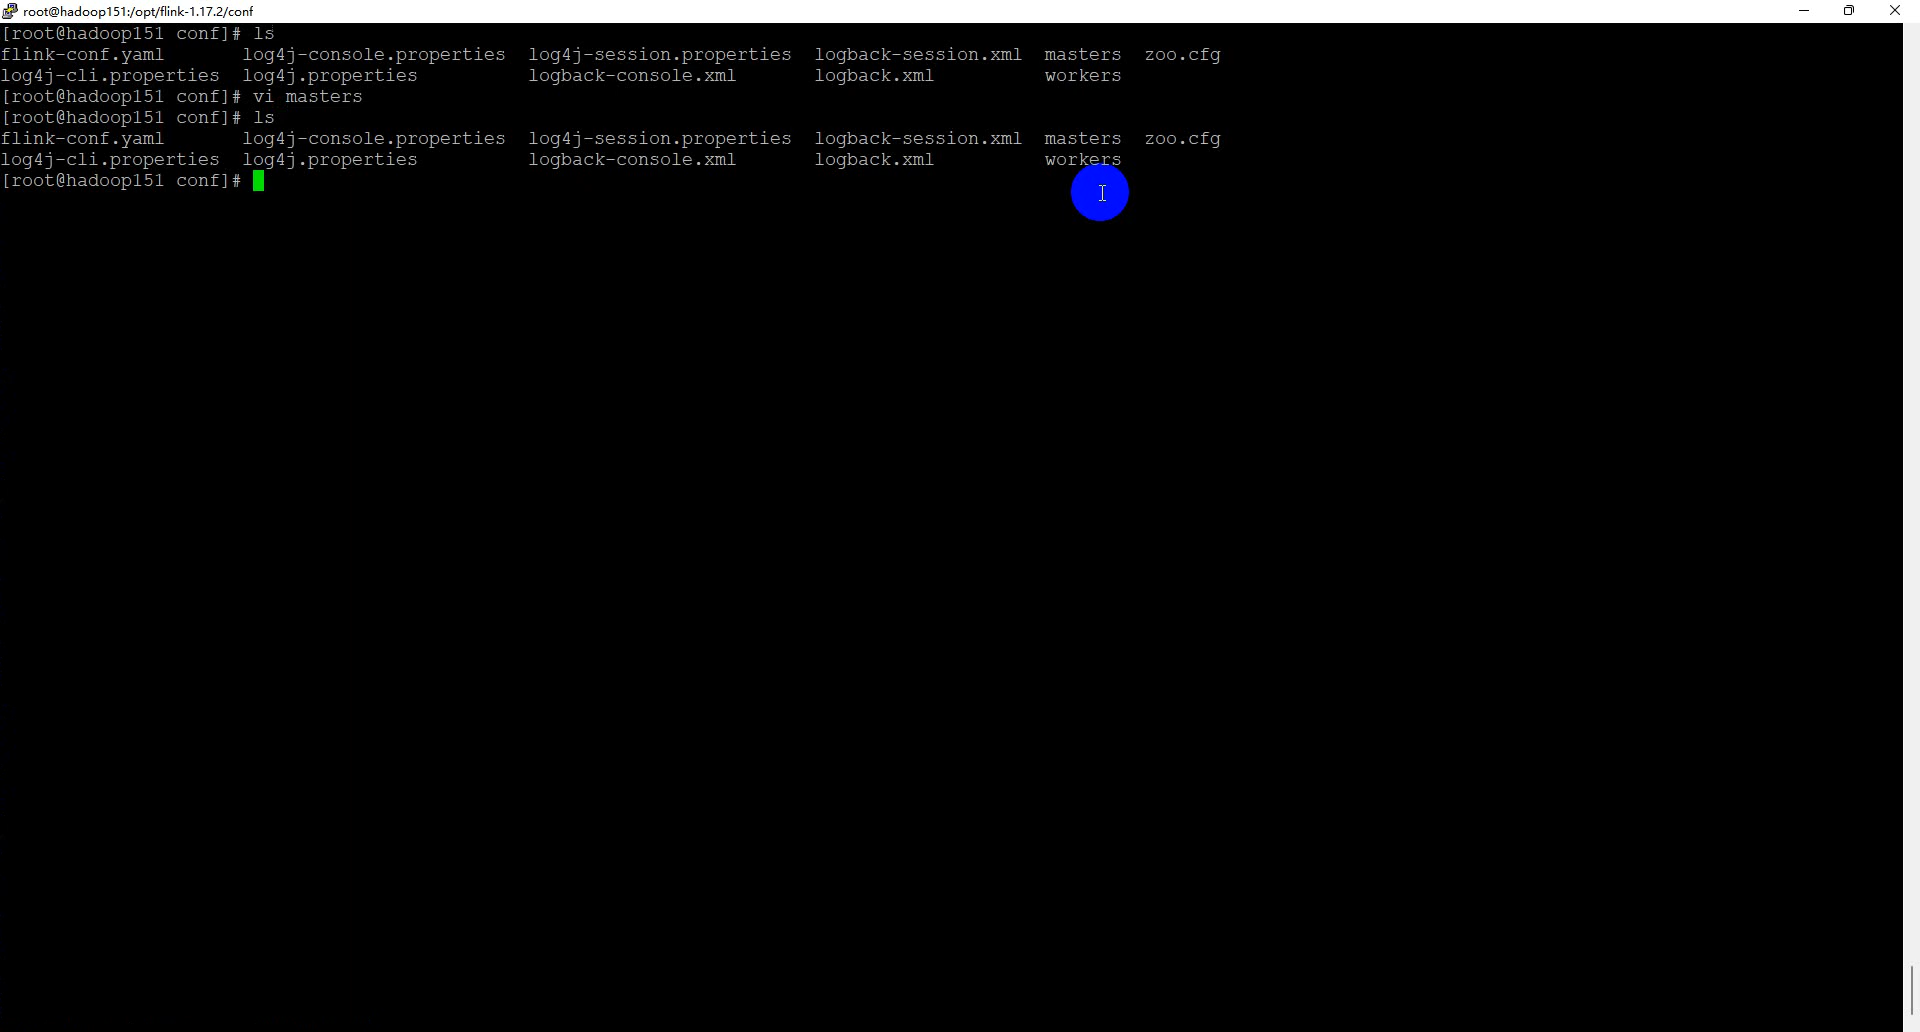 root@hadoop151:/opt/flink-1.17.2/conf
[root@hadoop151 conf]# ls
flink-conf.yaml log4j-console.properties log4j-session.properties logback-session.xml masters zoo.cfg
log4j-cli.properties log4j.properties logback-console.xml logback.xml workers
[root@hadoop151 conf]# vi masters
[root@hadoop151 conf]# ls
flink-conf.yaml log4j-console.properties log4j-session.properties logback-session.xml masters zoo.cfg
log4j-cli.properties log4j.properties logback-console.xml logback.xml workers
[root@hadoop151 conf]#